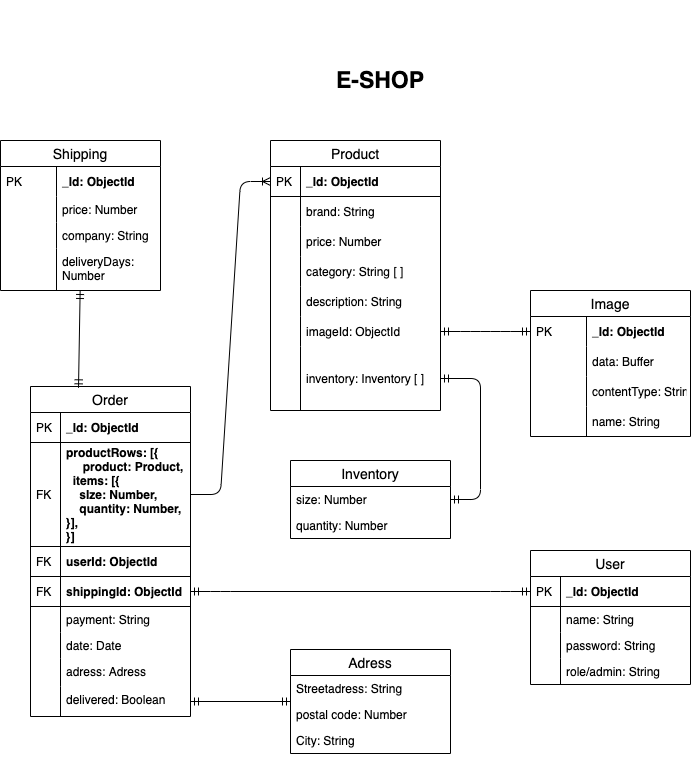 E-SHOP
Shipping
PK _Id: ObjectId
price: Number
company: String
deliveryDays:
Number
Product
PK _Id: ObjectId
brand: String
price: Number
category: String [ ]
description: String
imageId: ObjectId
inventory: Inventory [ ]
Image
PK _Id: ObjectId
data: Buffer
contentType: Strin
name: String
Order
PK _Id: ObjectId
FK productRows: [{
product: Product,
items: [{
size: Number,
quantity: Number,
}],
}]
FK userId: ObjectId
FK shippingId: ObjectId
payment: String
date: Date
adress: Adress
delivered: Boolean
Inventory
size: Number
quantity: Number
User
PK _Id: ObjectId
name: String
password: String
role/admin: String
Adress
Streetadress: String
postal code: Number
City: String